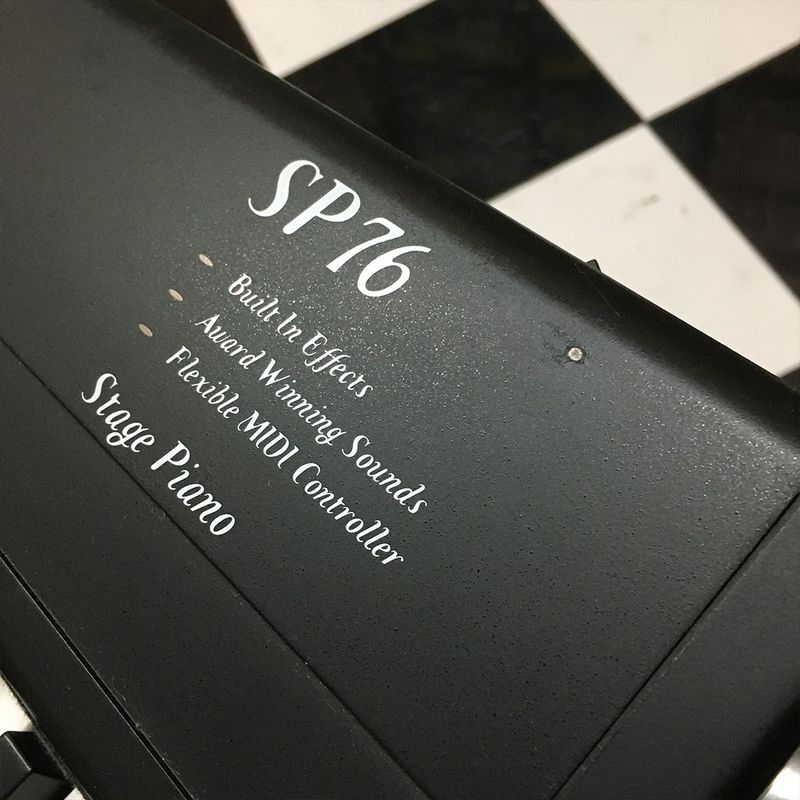 SP76
Built In Effects
Award Winning Sounds
Flexible MIDI Controller
Stage Piano